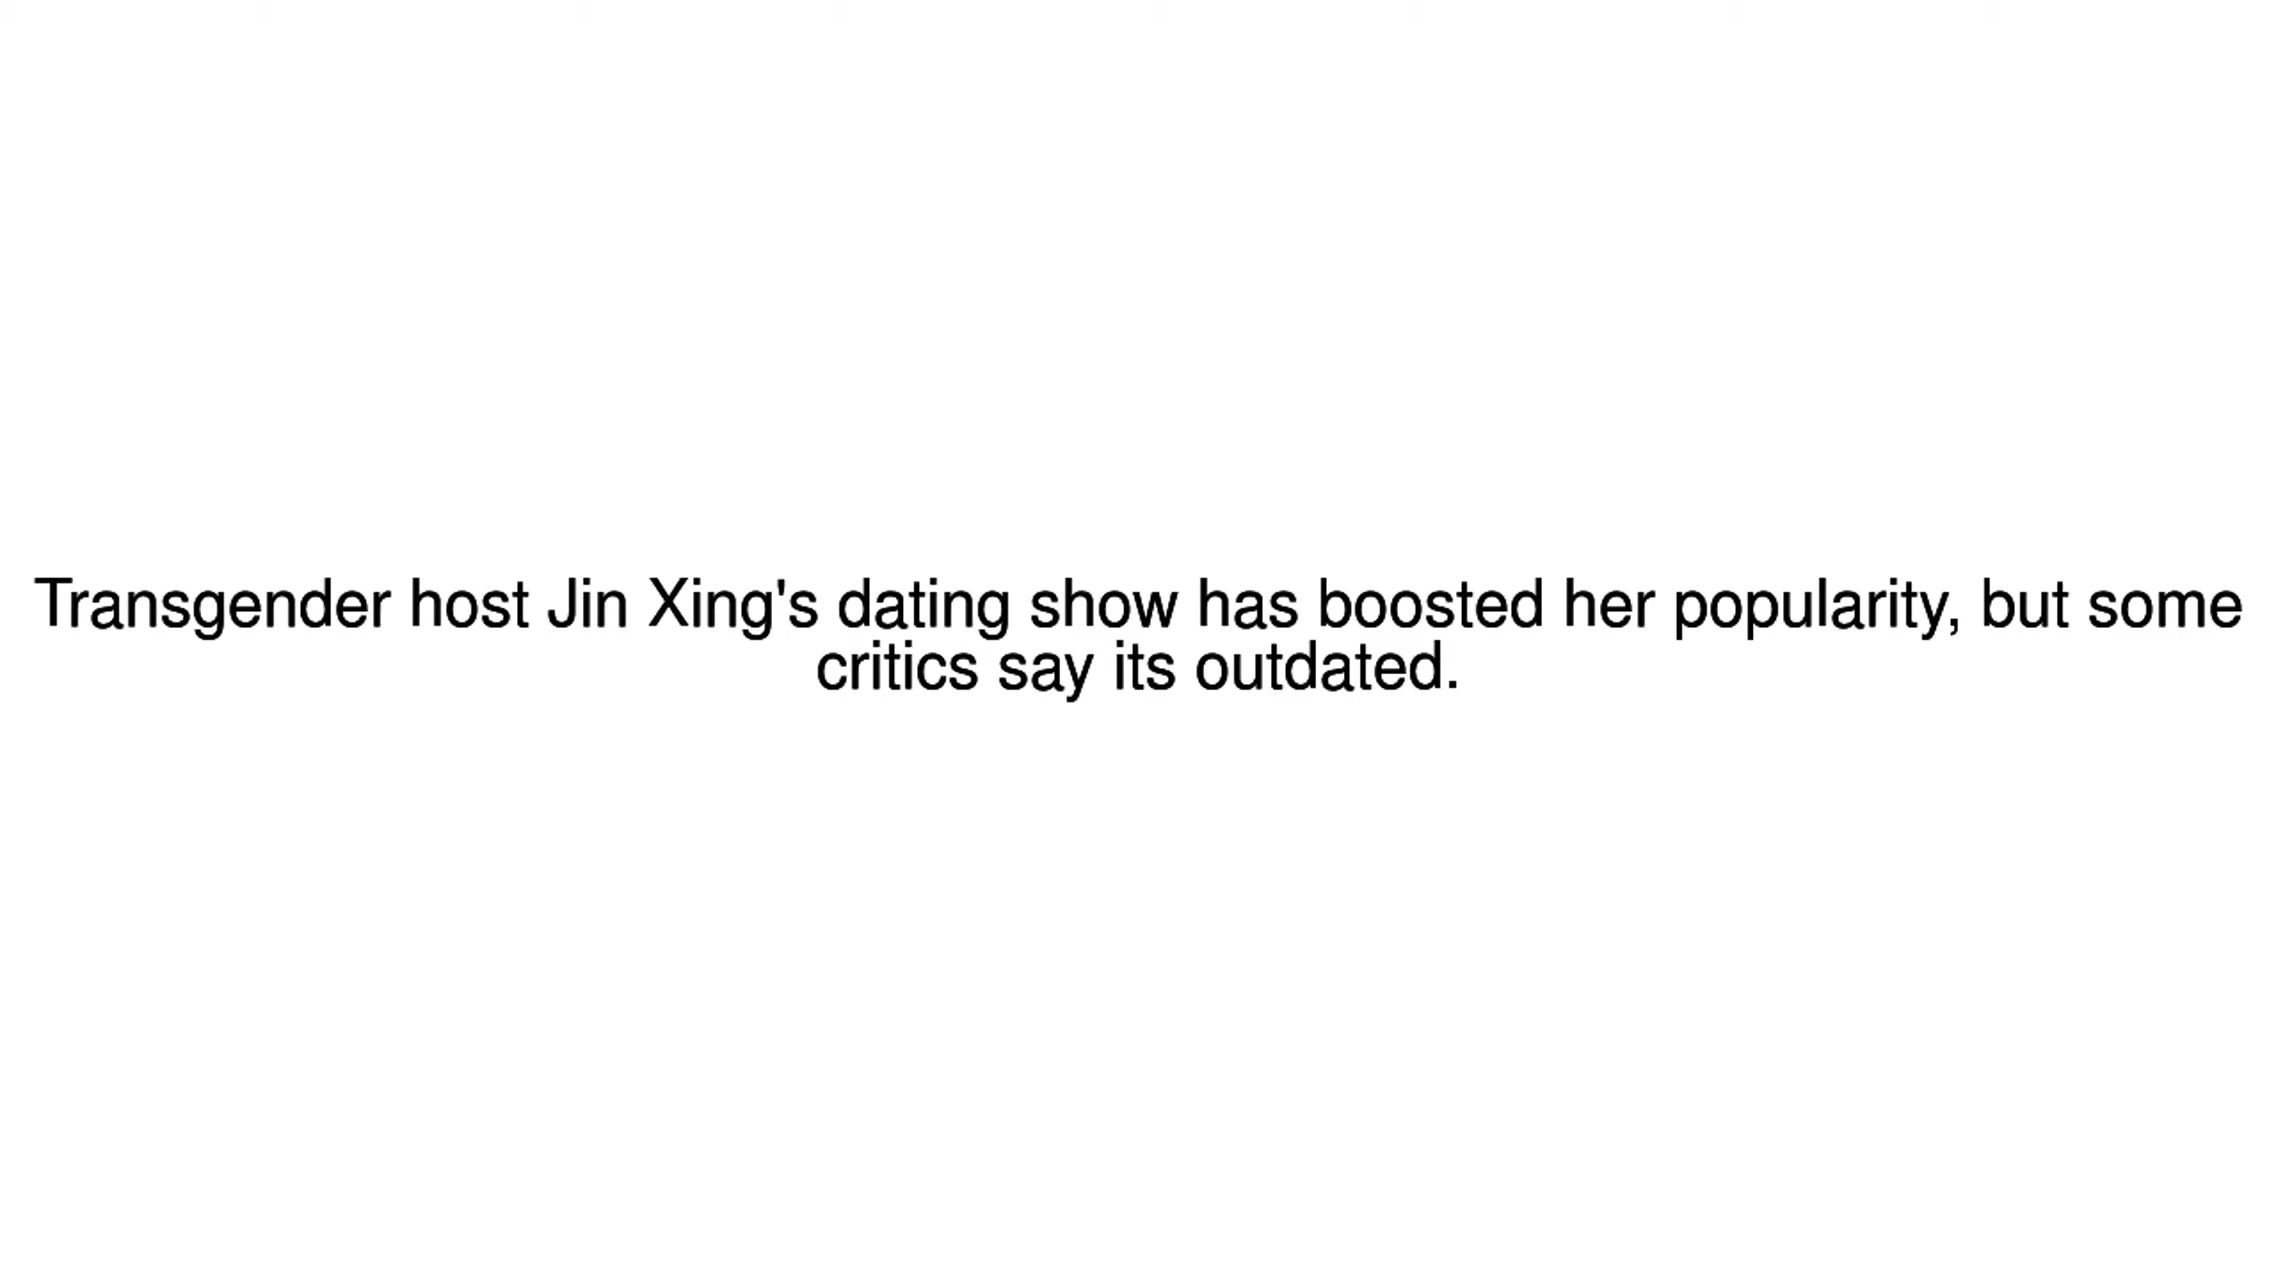 Transgender host Jin Xing's dating show has boosted her popularity, but some
critics say its outdated.